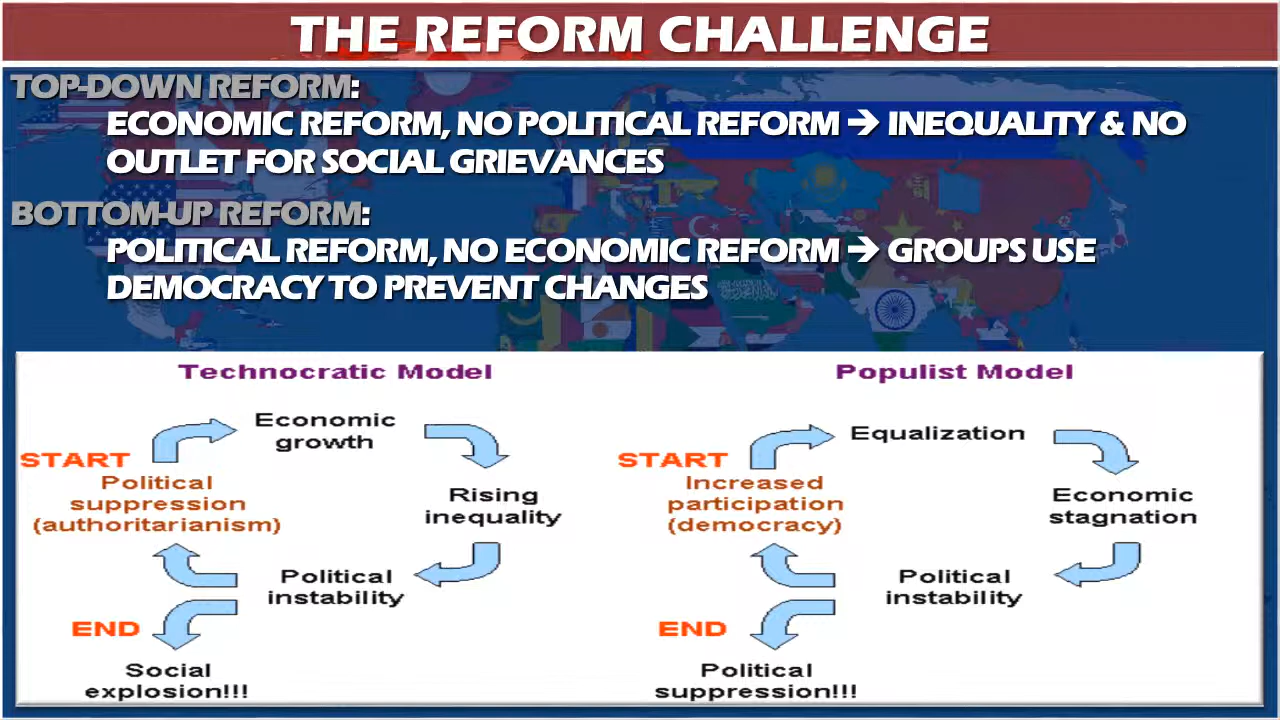 THE REFORM CHALLENGE
TOP-DOWN REFORM:
ECONOMIC REFORM, NO POLITICAL REFORM → INEQUALITY & NO
OUTLET FOR SOCIAL GRIEVANCES
BOTTOM-UP REFORM:
POLITICAL REFORM, NO ECONOMIC REFORM → GROUPS USE
DEMOCRACY TO PREVENT CHANGES
Technocratic Model
Economic
growth
START
Political
suppression
(authoritarianism)
Rising
inequality
Political
instability
END
Social
explosion!!!
Populist Model
Equalization
START
Increased
participation
(democracy)
Economic
stagnation
Political
instability
END
Political
suppression!!!